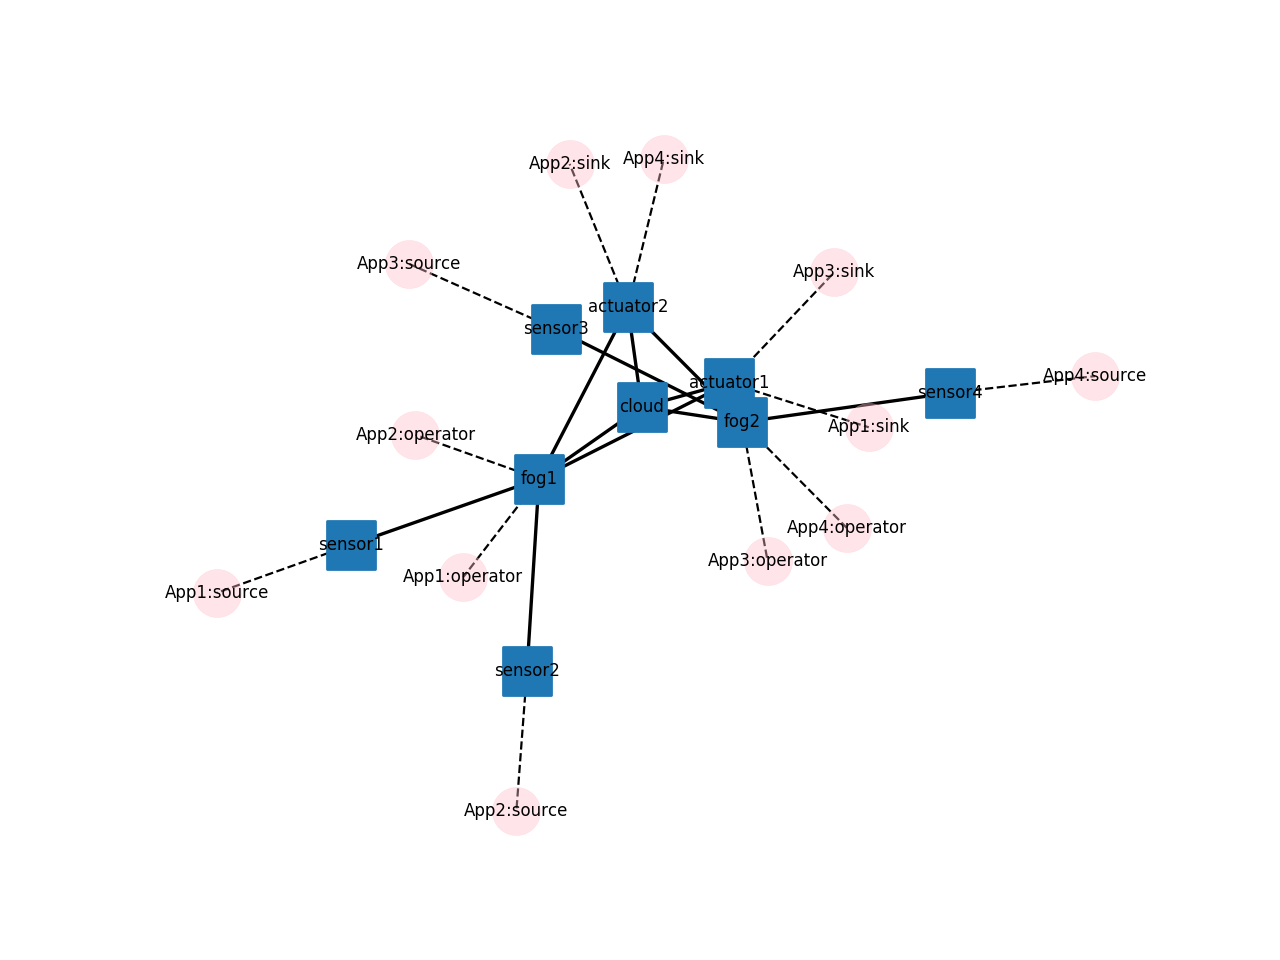 App2:sink
App4:sink
App3:source
App3:sink
actuator2
sensor3
App4:source
actuator1
sensor4
cloud
fog2
App1:sink
App2:operator
fog1
App4:operator
sensor1
App3:operator
App1:operator
App1:source
sensor2
App2:source